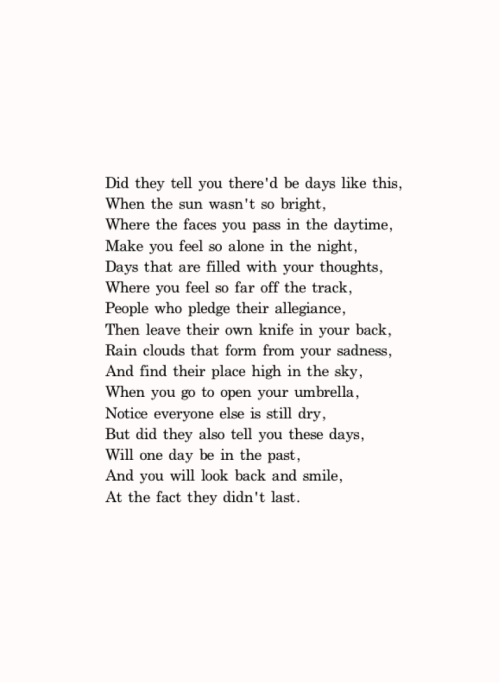 Did they tell you there'd be days like this,
When the sun wasn't so bright,
Where the faces you pass in the daytime,
Make you feel so alone in the night,
Days that are filled with your thoughts,
Where you feel so far off the track,
People who pledge their allegiance,
Then leave their own knife in your back,
Rain clouds that form from your sadness,
And find their place high in the sky,
When you go to open your umbrella,
Notice everyone else is still dry,
But did they also tell you these days,
Will one day be in the past,
And you will look back and smile,
At the fact they didn't last.